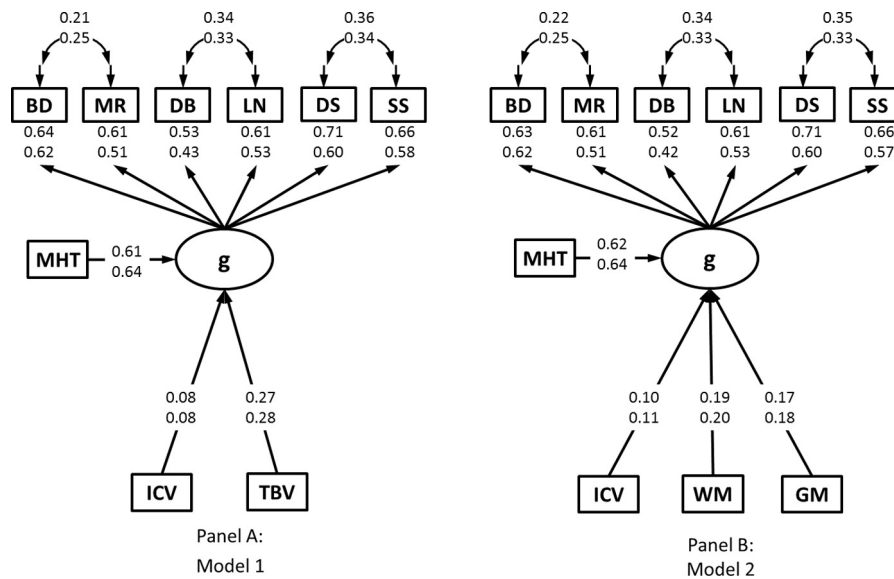 0.21 0.34 0.36
0.25 0.33 0.34
BD MR DB LN DS SS
0.64 0.61 0.53 0.61 0.71 0.66
0.62 0.51 0.43 0.53 0.60 0.58
MHT 0.61 g
0.64
0.08 0.27
0.08 0.28
ICV TBV
Panel A:
Model 1
0.22 0.34 0.35
0.25 0.33 0.33
BD MR DB LN DS SS
0.63 0.61 0.52 0.61 0.71 0.66
0.62 0.51 0.42 0.53 0.60 0.57
MHT 0.62 g
0.64
0.10 0.19 0.17
0.11 0.20 0.18
ICV WM GM
Panel B:
Model 2